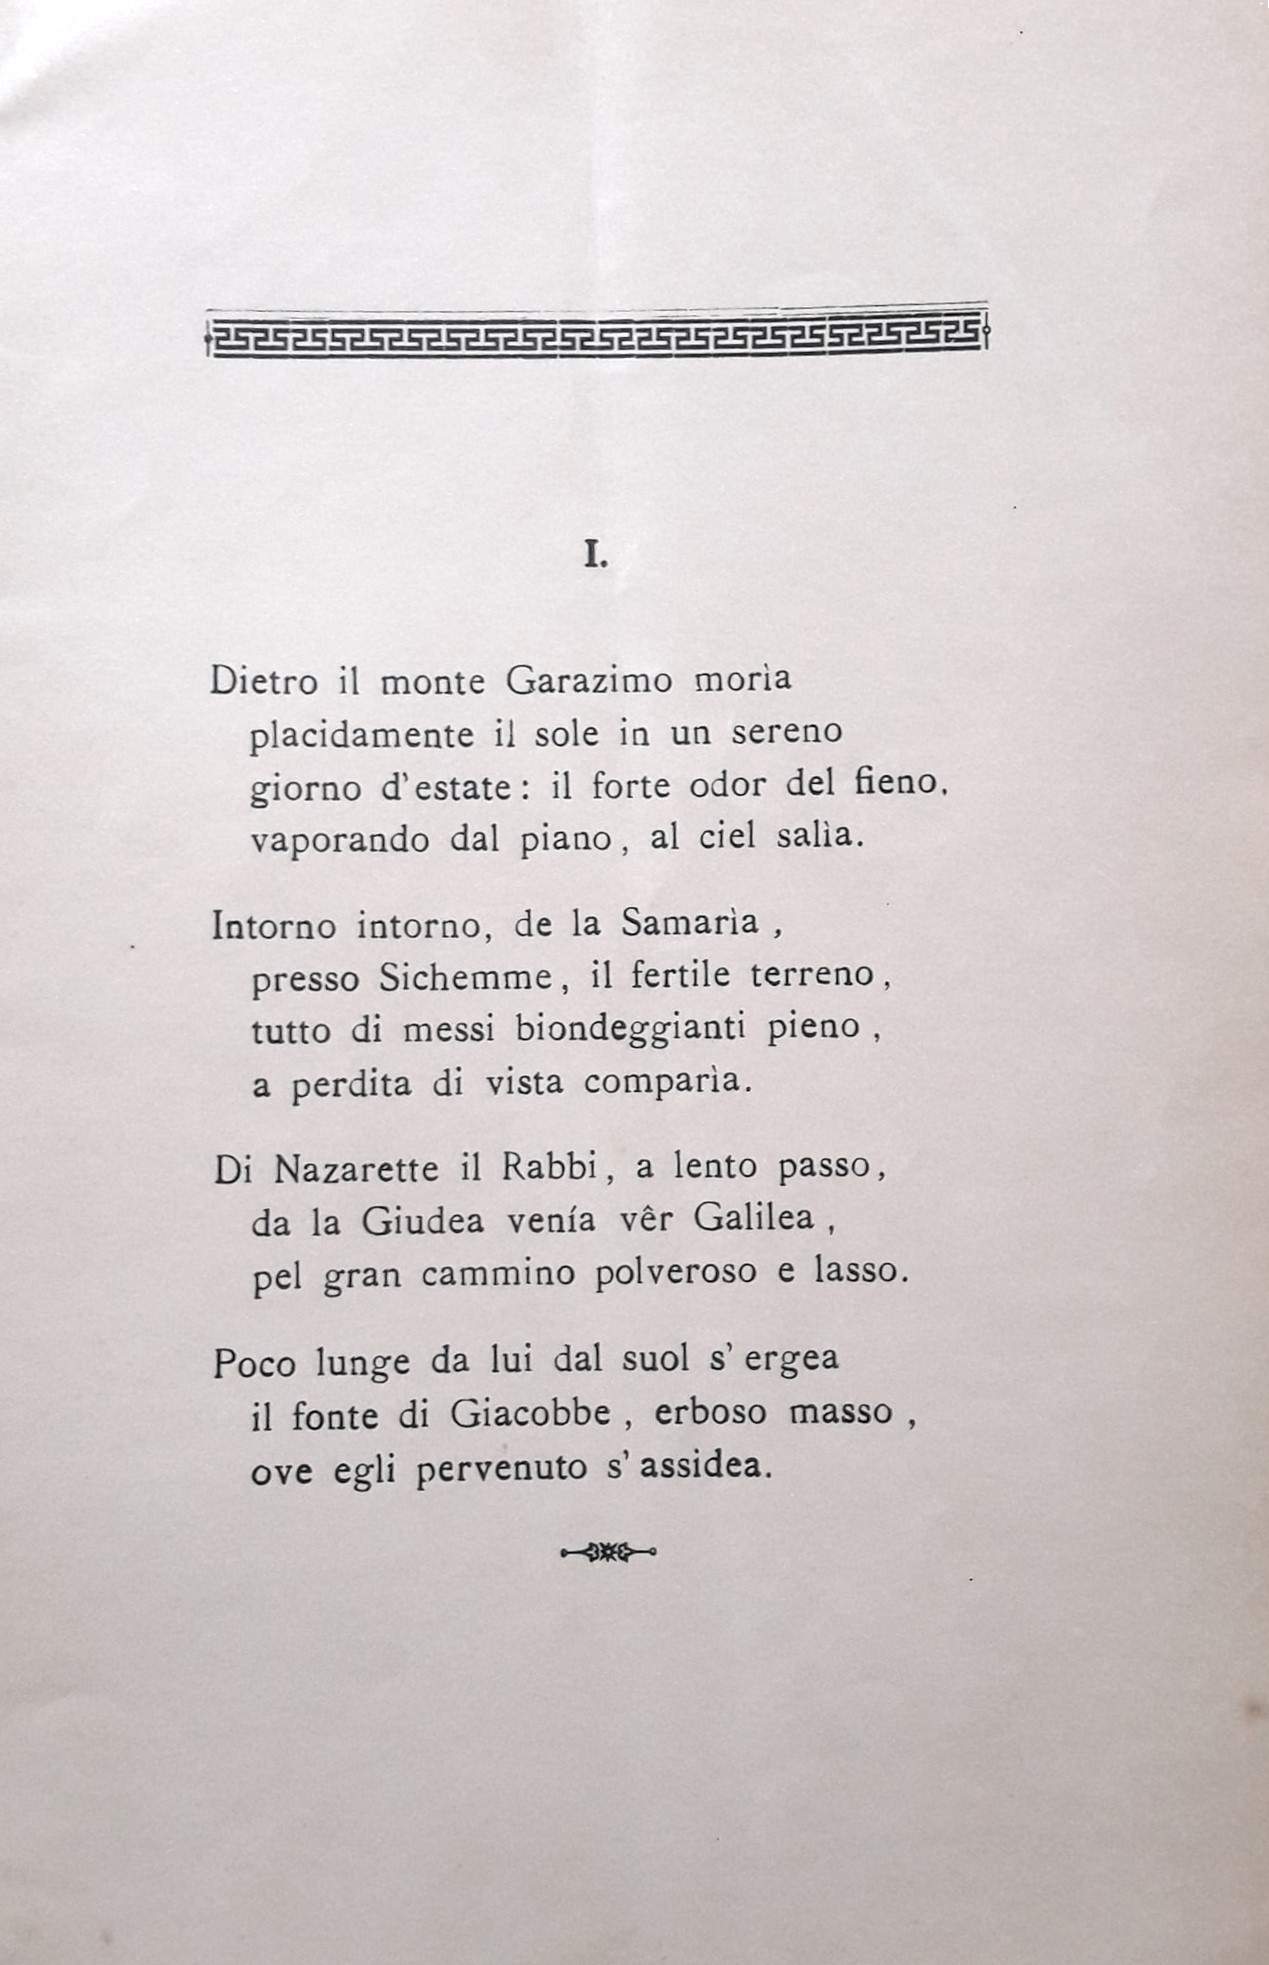 I.
Dietro il monte Garazimo morìa
placidamente il sole in un sereno
giorno d'estate: il forte odor del fieno,
vaporando dal piano, al ciel salìa.
Intorno intorno, de la Samarìa,
presso Sichemme, il fertile terreno,
tutto di messi biondeggianti pieno,
a perdita di vista comparìa.
Di Nazarette il Rabbi, a lento passo,
da la Giudea venía vêr Galilea,
pel gran cammino polveroso e lasso.
Poco lunge da lui dal suol s'ergea
il fonte di Giacobbe, erboso masso,
ove egli pervenuto s'assidea.